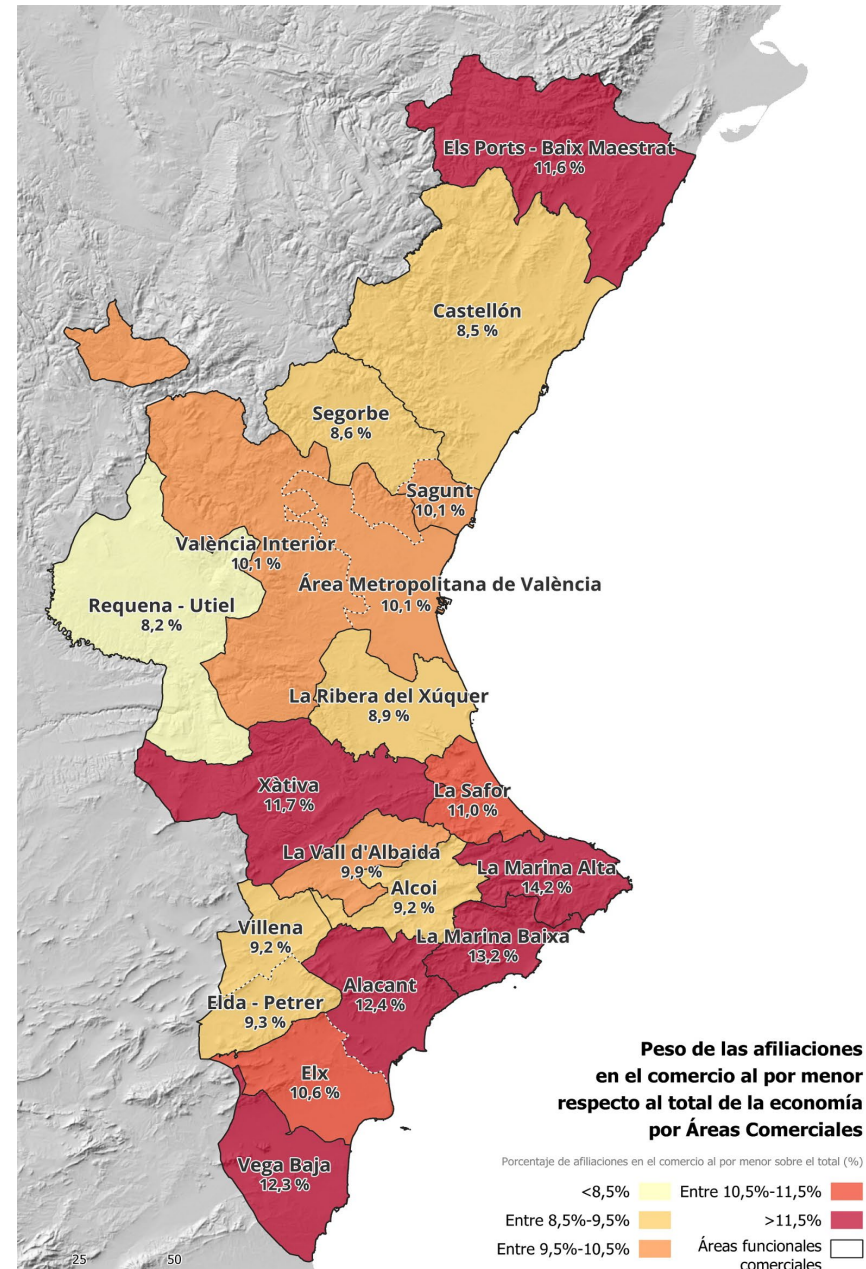 Els Ports - Baix Maestrat
11,6 %
Castellón
8,5 %
Segorbe
8,6 %
Sagunt
10,1 %
València Interior
10,1 %
Área Metropolitana de València
10,1 %
Requena - Utiel
8,2 %
La Ribera del Xúquer
8,9 %
Xàtiva
11,7 %
La Safor
11,0 %
La Vall d'Albaida
9,9 %
La Marina Alta
14,2 %
Alcoi
9,2 %
Villena
9,2 %
La Marina Baixa
13,2 %
Alacant
12,4 %
Elda - Petrer
9,3 %
Elx
10,6 %
Vega Baja
12,3 %
Peso de las afiliaciones
en el comercio al por menor
respecto al total de la economía
por Áreas Comerciales
Porcentaje de afiliaciones en el comercio al por menor sobre el total (%)
<8,5%
Entre 10,5%-11,5%
Entre 8,5%-9,5%
>11,5%
Entre 9,5%-10,5%
Áreas funcionales
comerciales
25 50